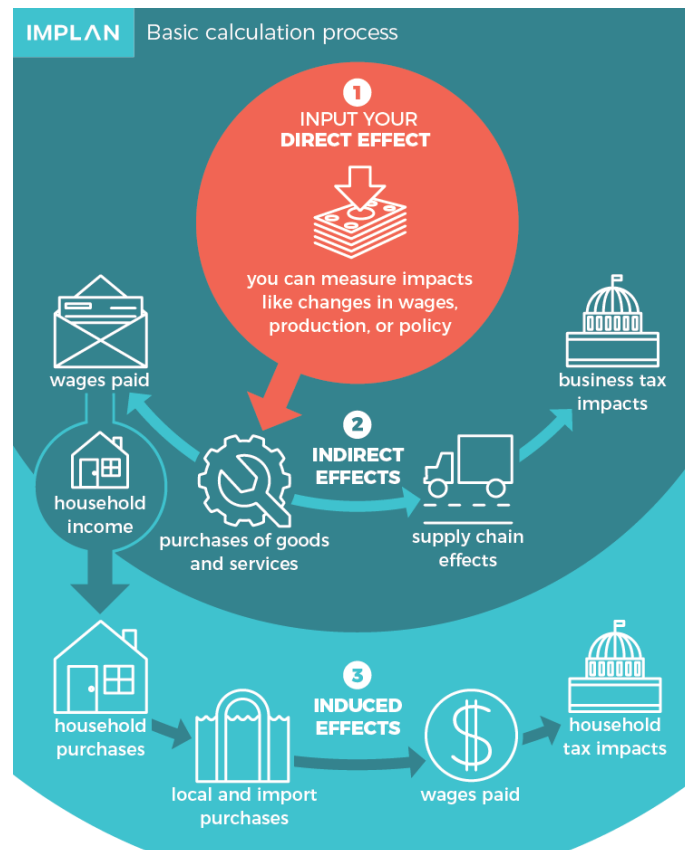 IMPLAN Basic calculation process
1
INPUT YOUR
DIRECT EFFECT
you can measure impacts
like changes in wages,
production, or policy
wages paid
business tax
impacts
2
INDIRECT
EFFECTS
household
income
purchases of goods
and services
supply chain
effects
3
INDUCED
EFFECTS
household
purchases
local and import
purchases
wages paid
household
tax impacts